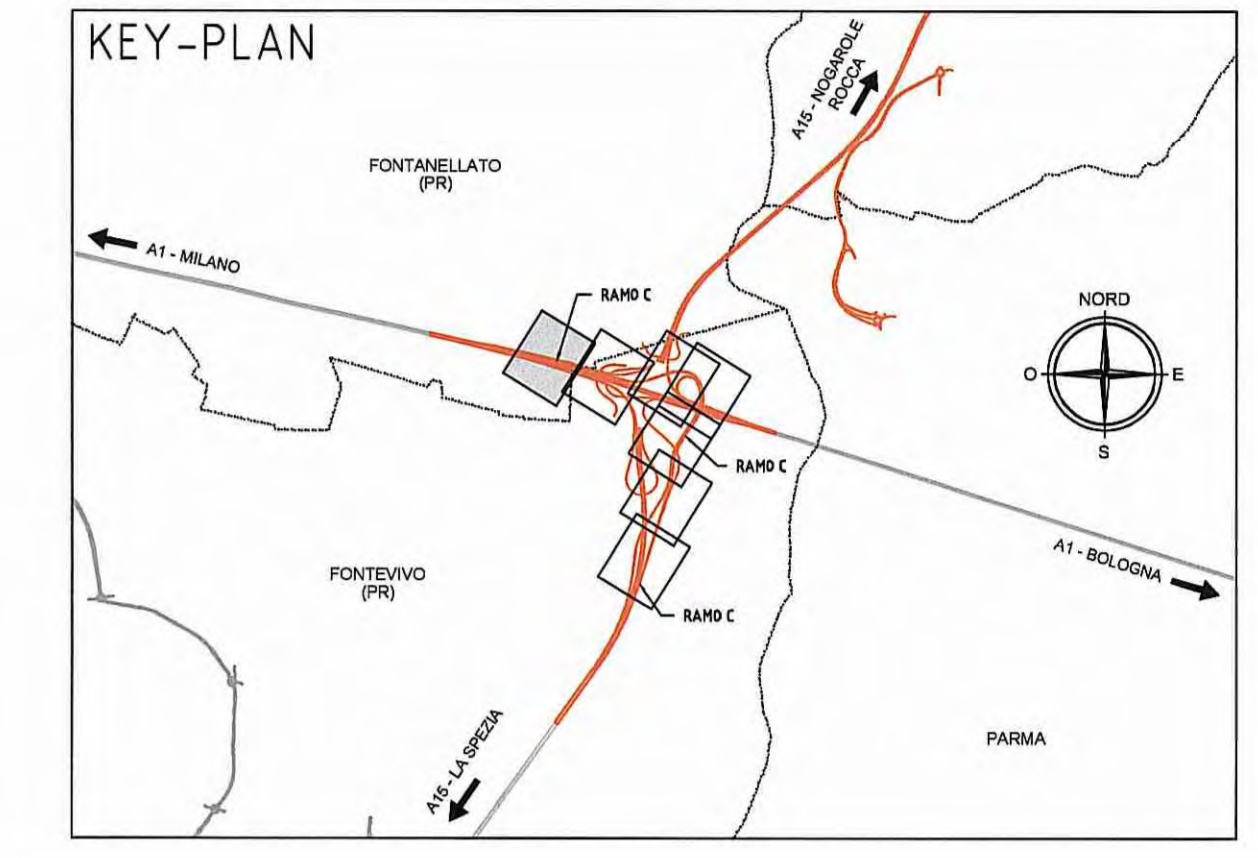 KEY-PLAN
A15 - NOGAROLE
ROCCA
FONTANELLATO
(PR)
A1 - MILANO
RAMO C
NORD
O
E
S
RAMO C
A1 - BOLOGNA
FONTEVIVO
(PR)
RAMO C
A15 - LA SPEZIA
PARMA